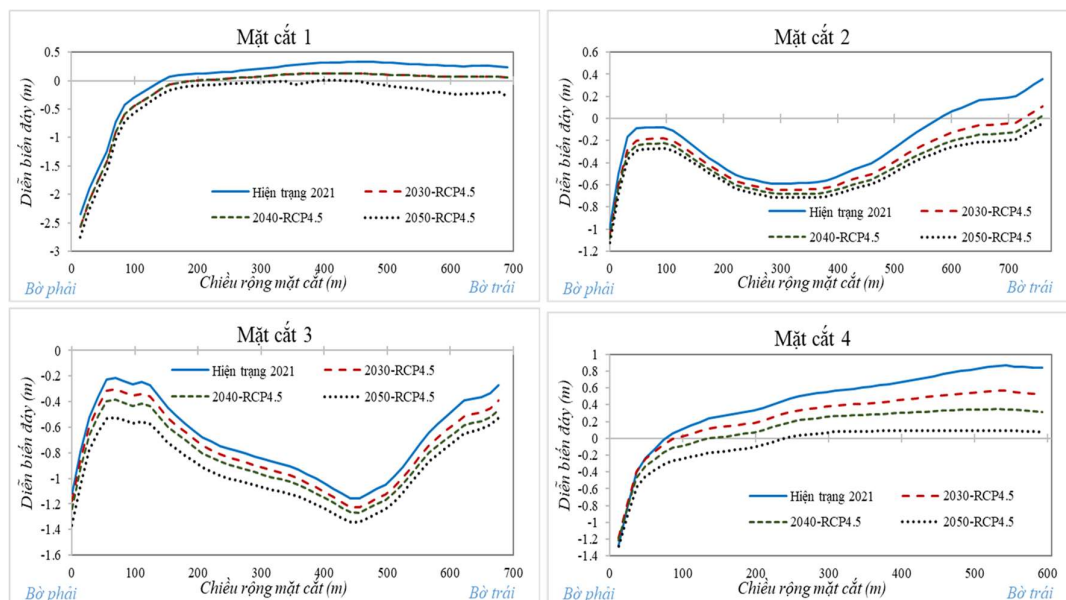 Mặt cắt 1
Diễn biến đáy (m)
0.5
0
-0.5
-1
-1.5
-2
-2.5
-3
Hiện trạng 2021
2030-RCP4.5
2040-RCP4.5
2050-RCP4.5
0 100 200 300 400 500 600 700
Bờ phải
Chiều rộng mặt cắt (m)
Bờ trái
Mặt cắt 2
Diễn biến đáy (m)
0.6
0.4
0.2
0
-0.2
-0.4
-0.6
-0.8
-1
-1.2
Hiện trạng 2021
2030-RCP4.5
2040-RCP4.5
2050-RCP4.5
0 100 200 300 400 500 600 700
Bờ phải
Chiều rộng mặt cắt (m)
Bờ trái
Mặt cắt 3
Diễn biến đáy (m)
0
-0.2
-0.4
-0.6
-0.8
-1
-1.2
-1.4
-1.6
Hiện trạng 2021
2030-RCP4.5
2040-RCP4.5
2050-RCP4.5
0 100 200 300 400 500 600 700
Bờ phải
Chiều rộng mặt cắt (m)
Bờ trái
Mặt cắt 4
Diễn biến đáy (m)
1
0.8
0.6
0.4
0.2
0
-0.2
-0.4
-0.6
-0.8
-1
-1.2
-1.4
Hiện trạng 2021
2030-RCP4.5
2040-RCP4.5
2050-RCP4.5
0 100 200 300 400 500 600
Bờ phải
Chiều rộng mặt cắt (m)
Bờ trái